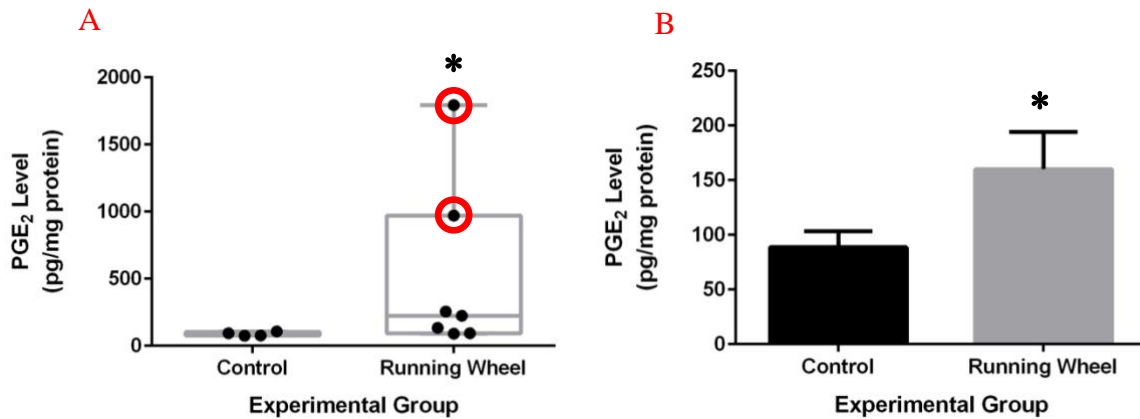 A
*
2000
1500
1000
500
0
PGE₂ Level
(pg/mg protein)
Control Running Wheel
Experimental Group
B
*
250
200
150
100
50
0
PGE₂ Level
(pg/mg protein)
Control Running Wheel
Experimental Group